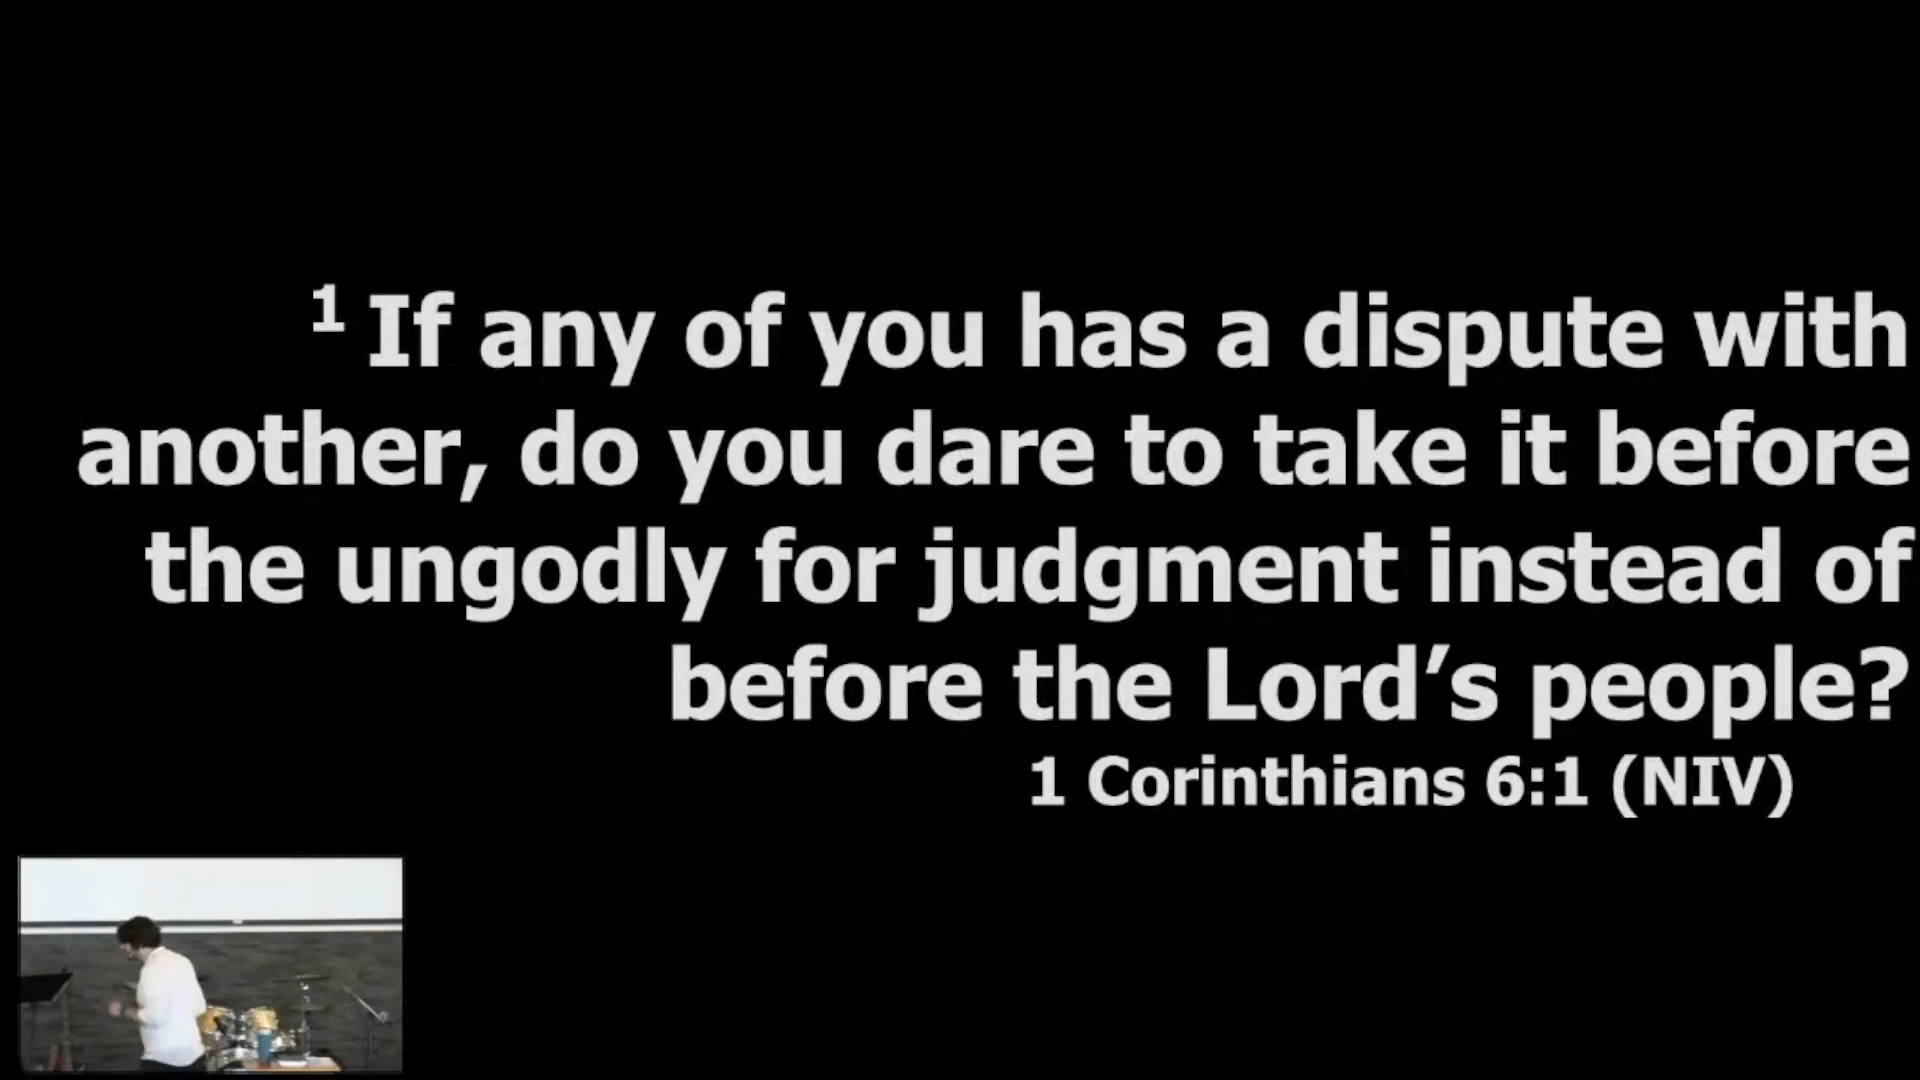 1 If any of you has a dispute with
another, do you dare to take it before
the ungodly for judgment instead of
before the Lord’s people?
1 Corinthians 6:1 (NIV)